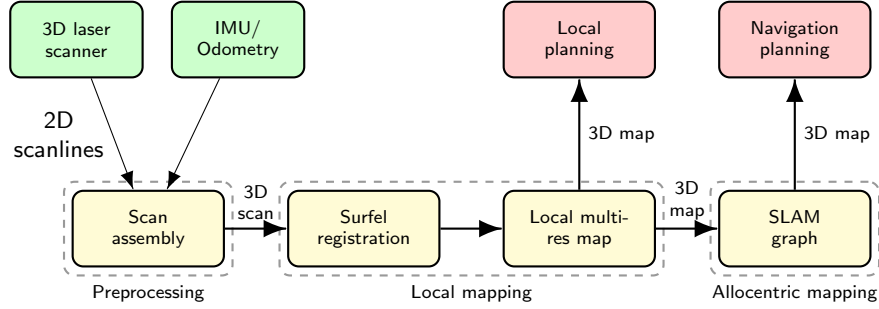 3D laser
scanner
IMU/
Odometry
Local
planning
Navigation
planning
2D
scanlines
3D map
3D map
3D
scan
3D
map
Scan
assembly
Surfel
registration
Local multi-
res map
SLAM
graph
Preprocessing
Local mapping
Allocentric mapping